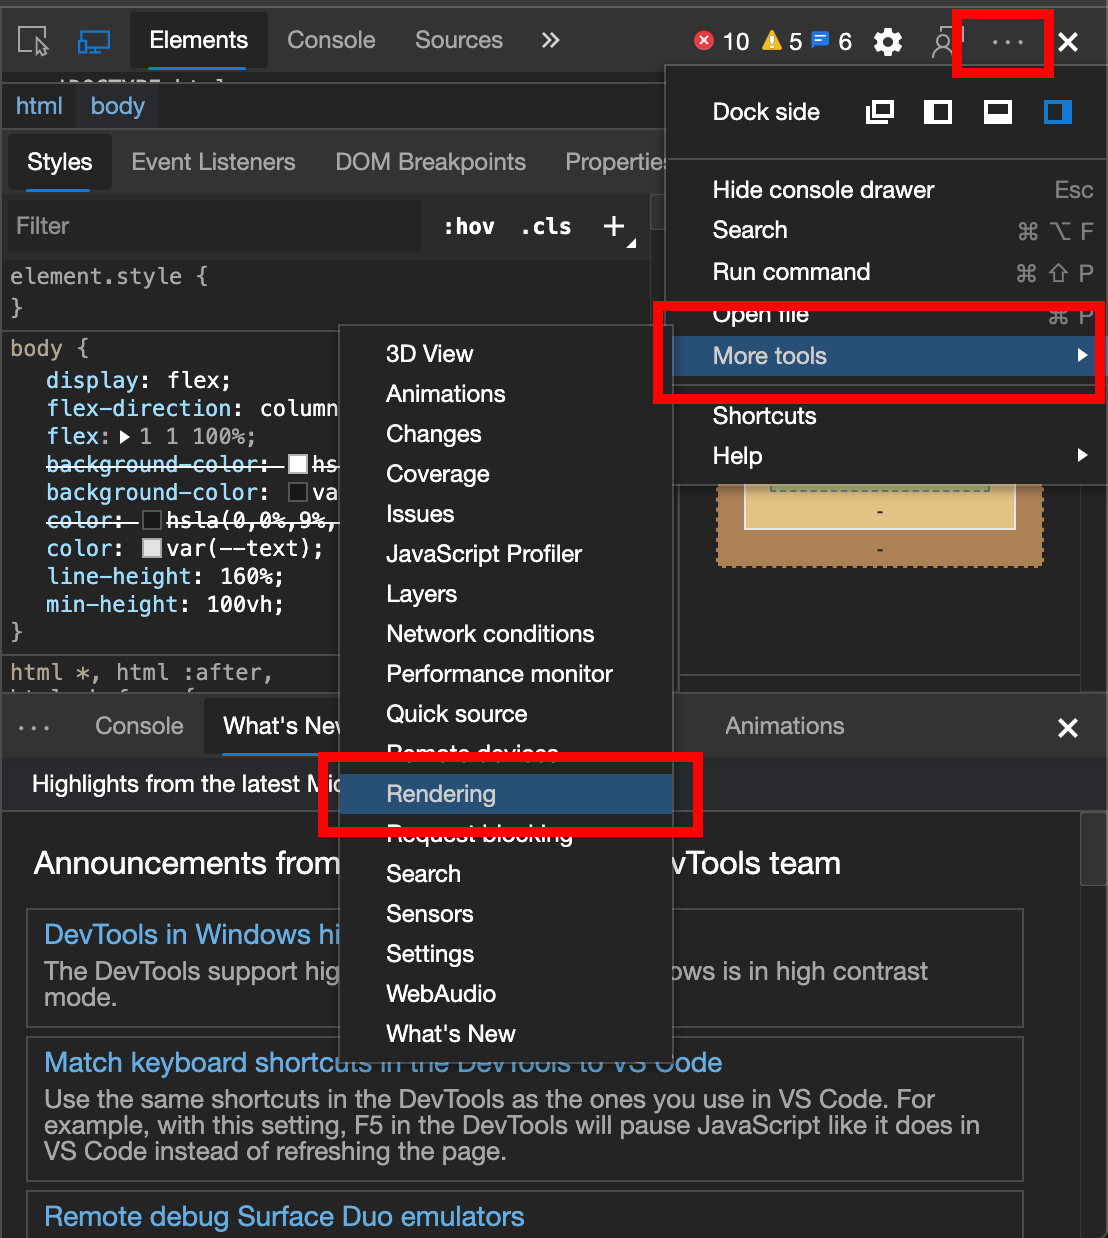 Elements Console Sources 10 5 6
html body
Dock side
Styles Event Listeners DOM Breakpoints Properties
Hide console drawer Esc
Filter :hov .cls +
Search ⌘ ⌥ F
Run command ⌘ ⇧ P
Open file ⌘ P
More tools
Shortcuts
Help
element.style {
}
body {
display: flex;
flex-direction: column
flex: 1 1 100%;
background-color: hs
background-color: va
color: hsla(0,0%,9%,
color: var(--text);
line-height: 160%;
min-height: 100vh;
}
html *, html :after,
-
-
3D View
Animations
Changes
Coverage
Issues
JavaScript Profiler
Layers
Network conditions
Performance monitor
Quick source
Remote devices
Rendering
Request blocking
Search
Sensors
Settings
WebAudio
What's New
··· Console What's New Animations
Highlights from the latest Mic
Announcements from vTools team
DevTools in Windows hi
The DevTools support hig ows is in high contrast
mode.
Match keyboard shortcuts in the DevTools to VS Code
Use the same shortcuts in the DevTools as the ones you use in VS Code. For
example, with this setting, F5 in the DevTools will pause JavaScript like it does in
VS Code instead of refreshing the page.
Remote debug Surface Duo emulators